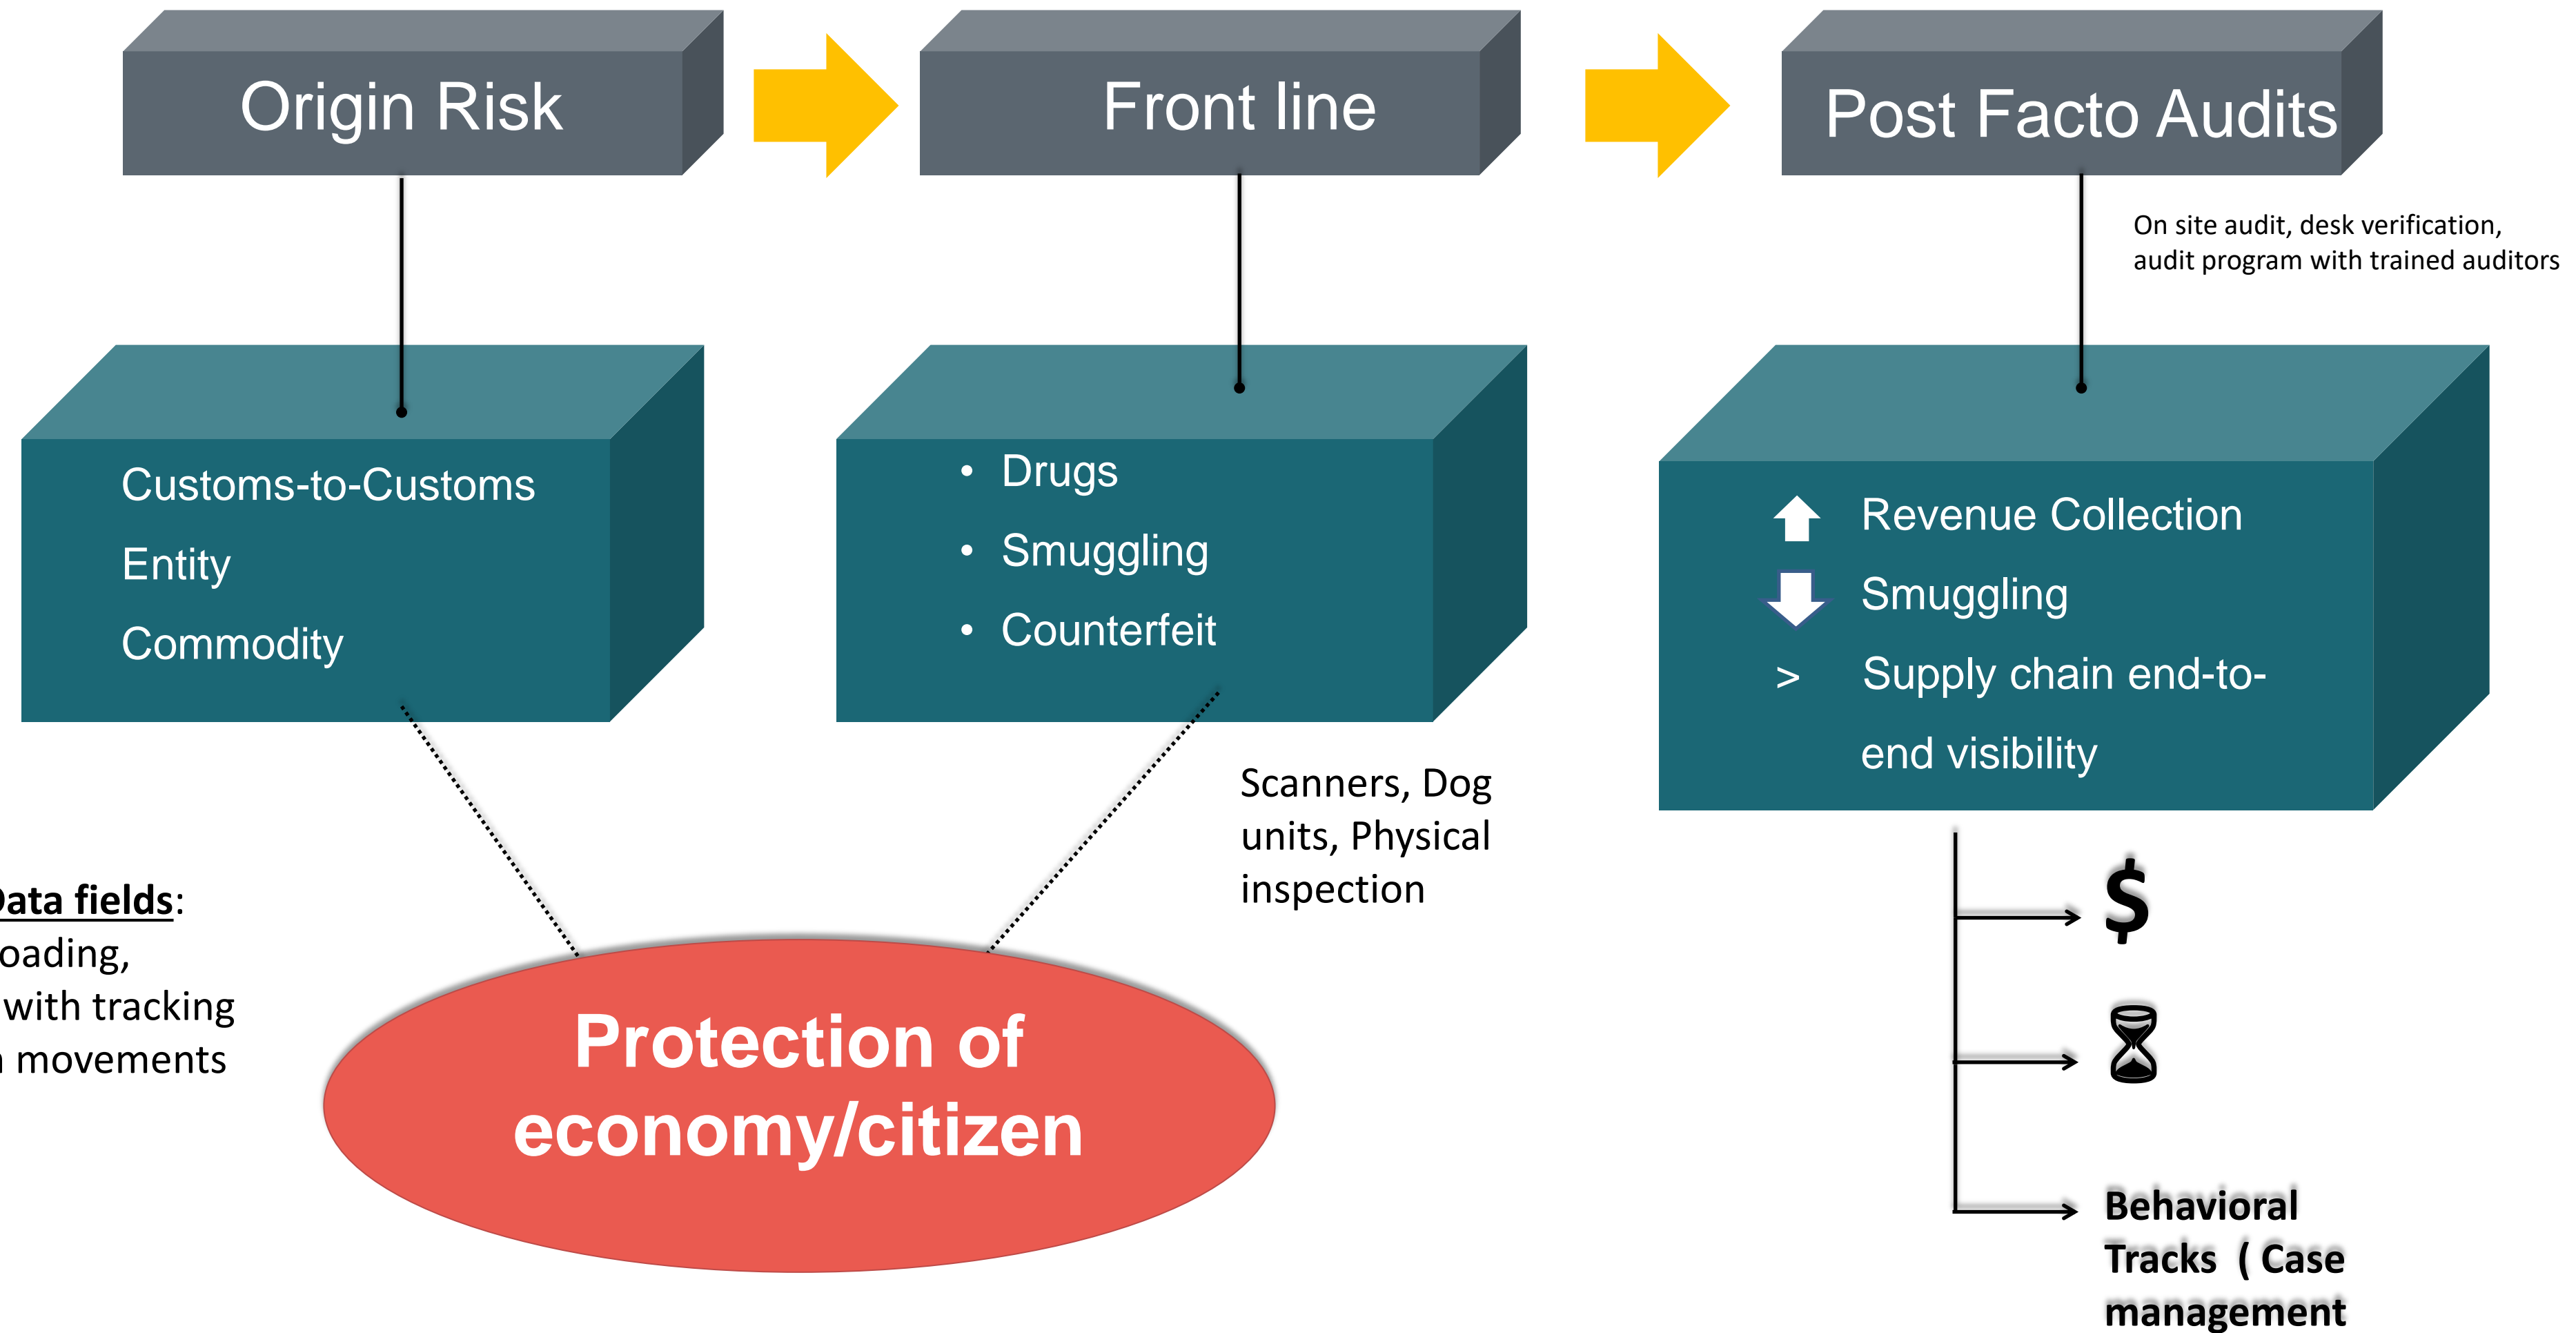 Origin Risk
Front line
Post Facto Audits
On site audit, desk verification,
audit program with trained auditors
Customs-to-Customs
Entity
Commodity
• Drugs
• Smuggling
• Counterfeit
Revenue Collection
Smuggling
> Supply chain end-to-
end visibility
Scanners, Dog
units, Physical
inspection
Data fields:
oading,
with tracking
movements
Protection of
economy/citizen
$
Behavioral
Tracks ( Case
management